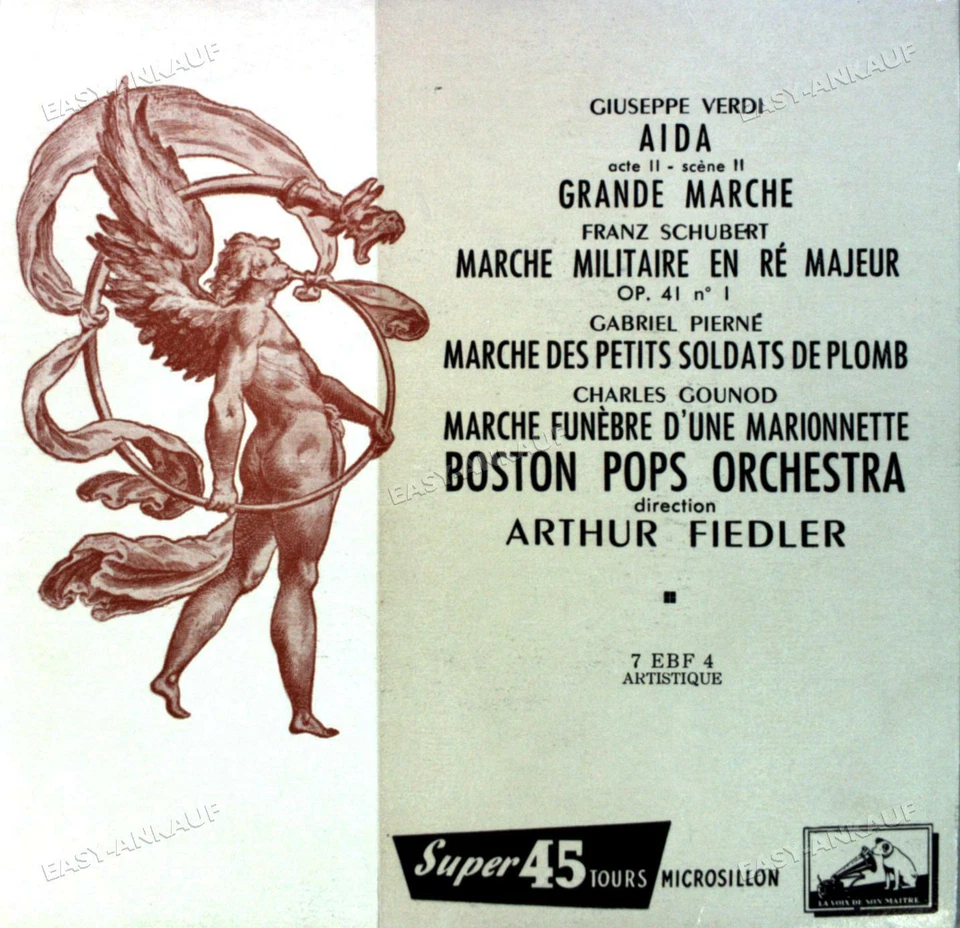 EASY-ANKAUF
EASY-ANKAUF
GIUSEPPE VERDI
AIDA
acte II - scène II
GRANDE MARCHE
FRANZ SCHUBERT
MARCHE MILITAIRE EN RÉ MAJEUR
OP. 41 n° 1
GABRIEL PIERNÉ
MARCHE DES PETITS SOLDATS DE PLOMB
CHARLES GOUNOD
MARCHE FUNÈBRE D'UNE MARIONNETTE
EASY-ANKAUF
BOSTON POPS ORCHESTRA
direction
ARTHUR FIEDLER
7 EBF 4
ARTISTIQUE
EASY-ANKAUF
EASY-ANKAUF
Super 45 TOURS MICROSILLON
LA VOIX DE SON MAITRE